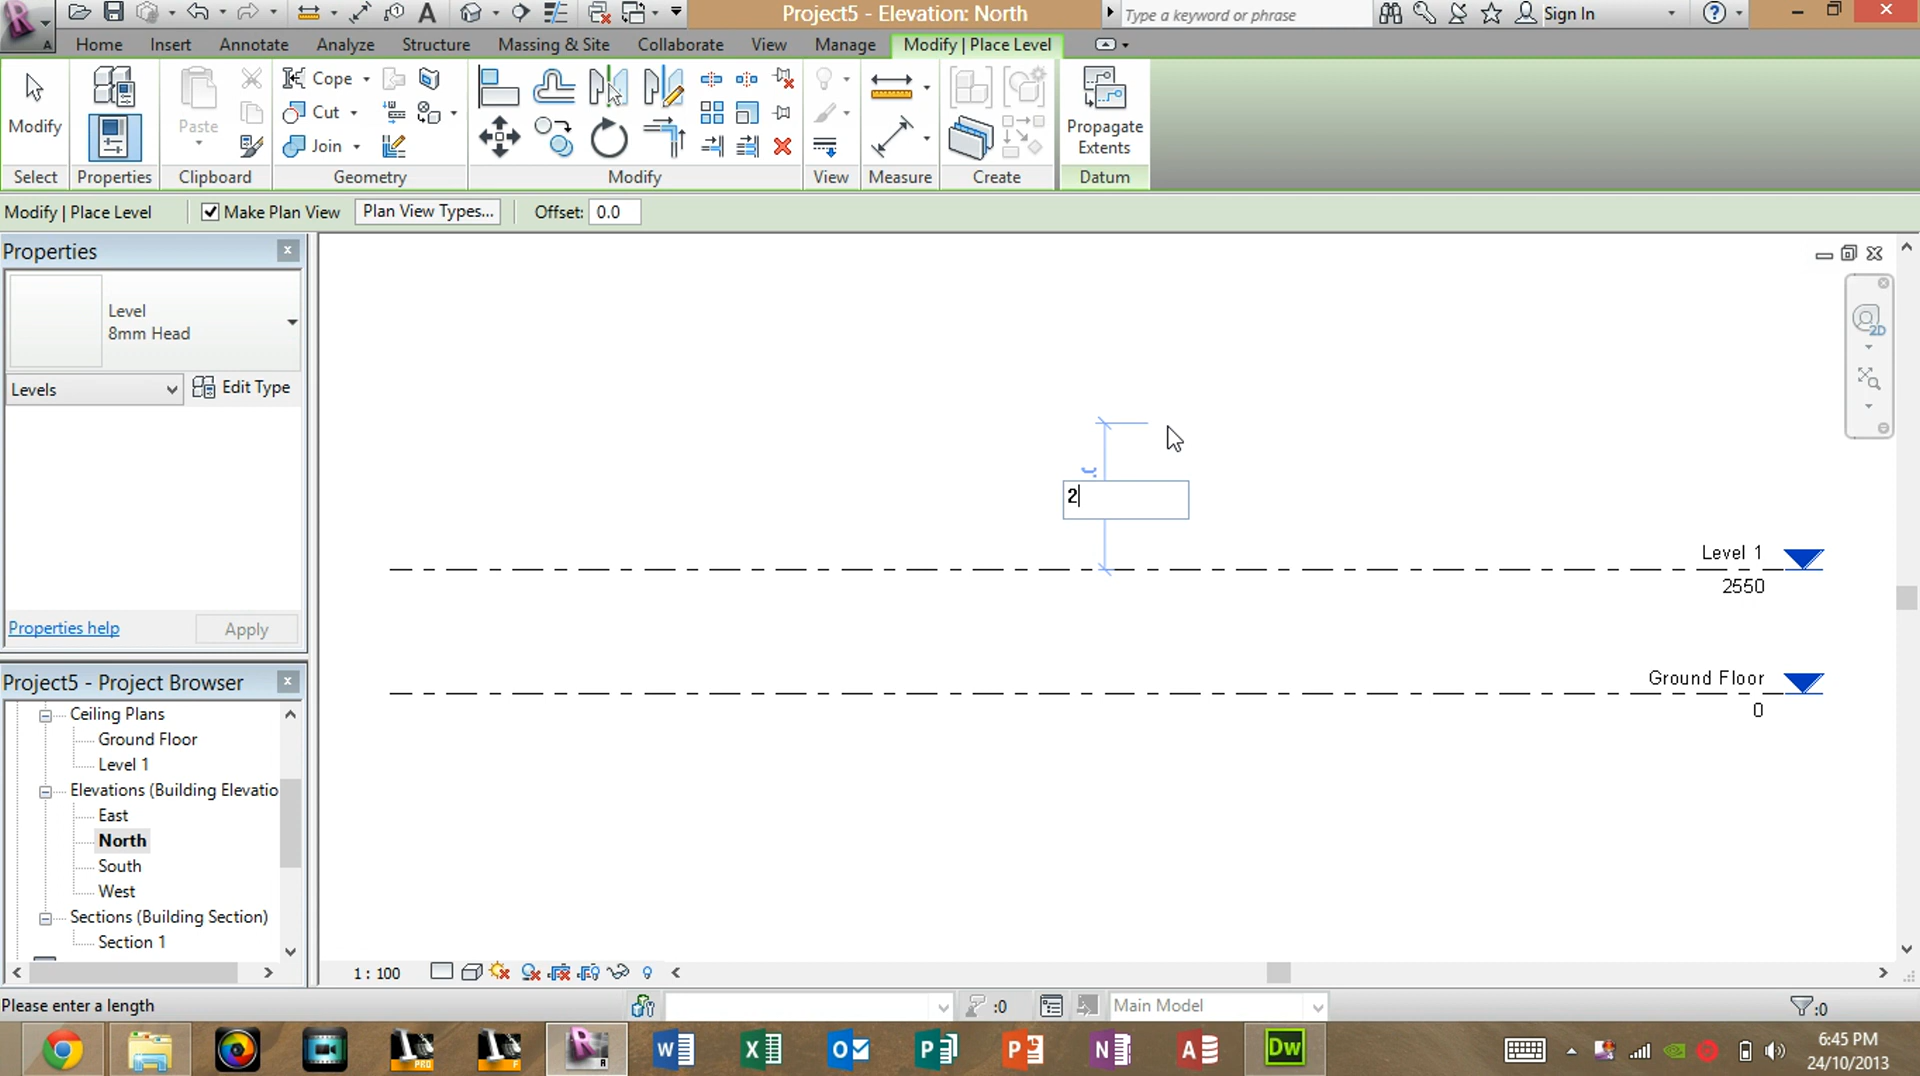 Project5 - Elevation: North
Type a keyword or phrase
Sign In
Home Insert Annotate Analyze Structure Massing & Site Collaborate View Manage Modify | Place Level
Modify
Paste
Cope
Cut
Join
Propagate
Extents
Select Properties Clipboard Geometry Modify View Measure Create Datum
Modify | Place Level Make Plan View Plan View Types... Offset: 0.0
Properties
Level
8mm Head
Levels Edit Type
Properties help Apply
2D
2
Level 1
2550
Ground Floor
0
Project5 - Project Browser
Ceiling Plans
Ground Floor
Level 1
Elevations (Building Elevatio
East
North
South
West
Sections (Building Section)
Section 1
1 : 100
Please enter a length
:0
Main Model
:0
PRO
6:45 PM
24/10/2013